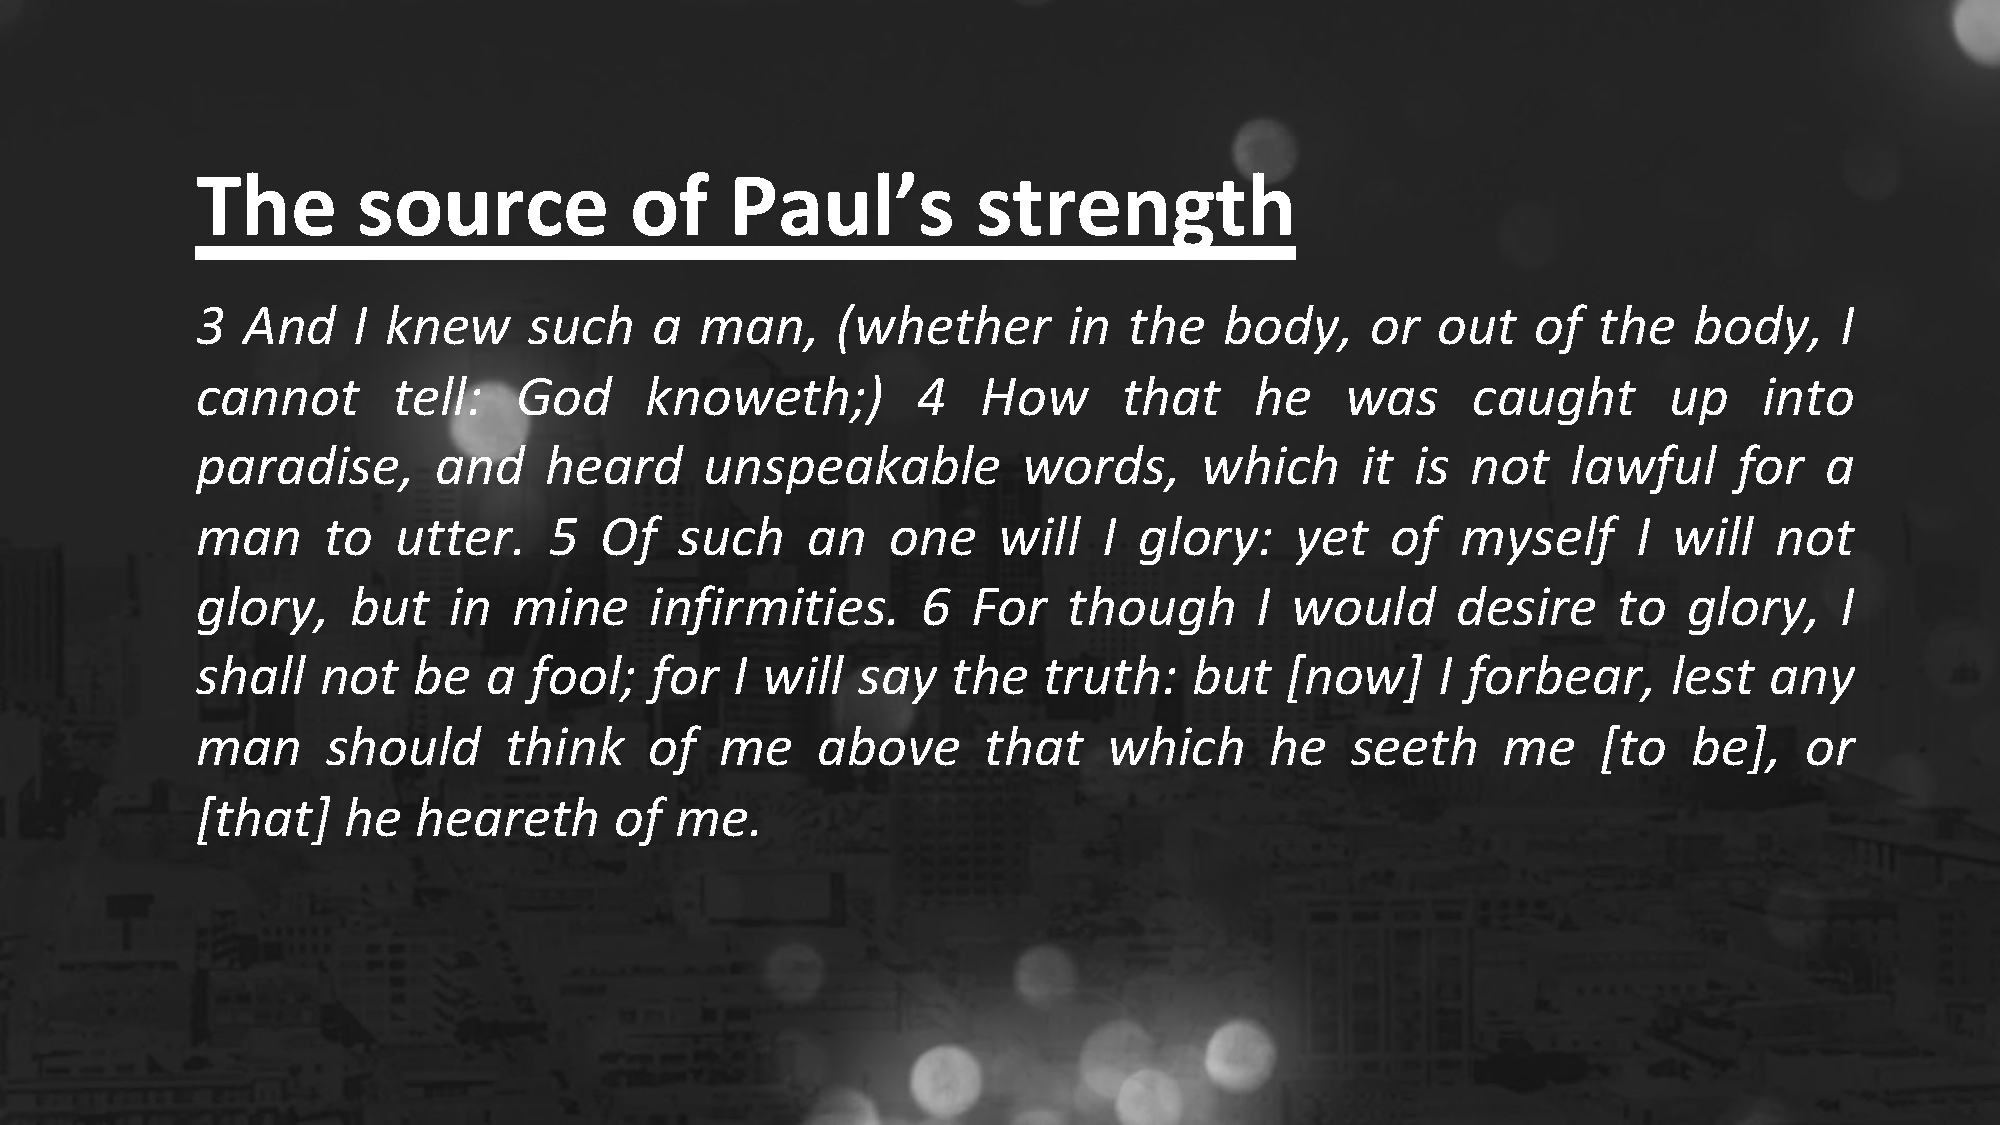 The source of Paul’s strength
3 And I knew such a man, (whether in the body, or out of the body, I
cannot tell: God knoweth;) 4 How that he was caught up into
paradise, and heard unspeakable words, which it is not lawful for a
man to utter. 5 Of such an one will I glory: yet of myself I will not
glory, but in mine infirmities. 6 For though I would desire to glory, I
shall not be a fool; for I will say the truth: but [now] I forbear, lest any
man should think of me above that which he seeth me [to be], or
[that] he heareth of me.